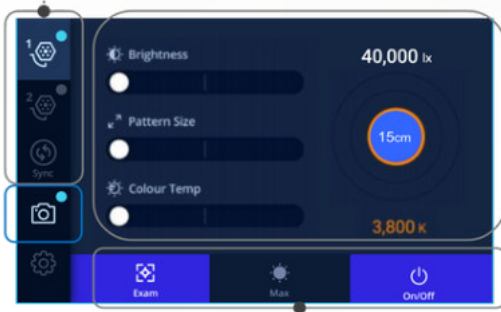 1
2
Sync
Brightness
Pattern Size
Colour Temp
40,000 lx
15cm
3,800 K
Exam
Max
On/Off